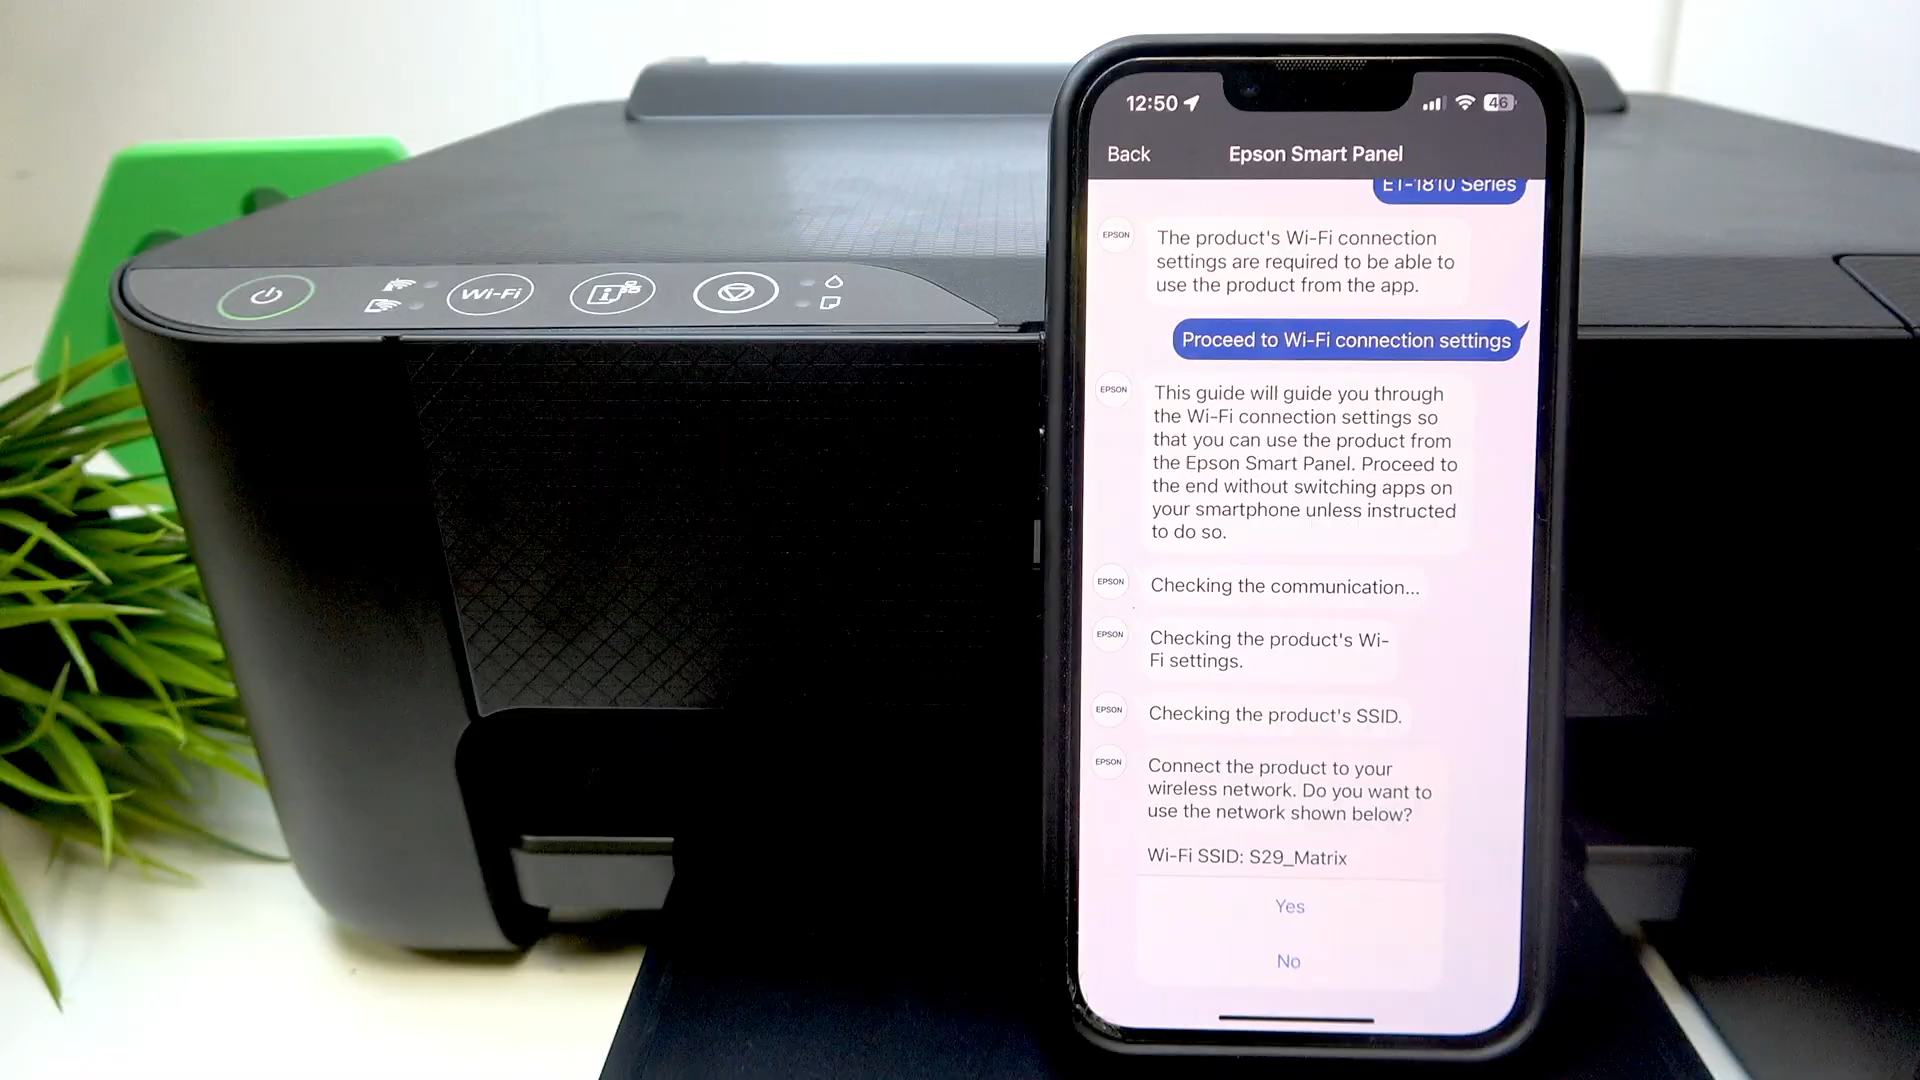 12:50
46
Back
Epson Smart Panel
ET-1810 Series
EPSON
The product's Wi-Fi connection
settings are required to be able to
use the product from the app.
Proceed to Wi-Fi connection settings
EPSON
This guide will guide you through
the Wi-Fi connection settings so
that you can use the product from
the Epson Smart Panel. Proceed to
the end without switching apps on
your smartphone unless instructed
to do so.
EPSON
Checking the communication...
EPSON
Checking the product's Wi-
Fi settings.
EPSON
Checking the product's SSID.
EPSON
Connect the product to your
wireless network. Do you want to
use the network shown below?
Wi-Fi SSID: S29_Matrix
Yes
No
Wi-Fi
i